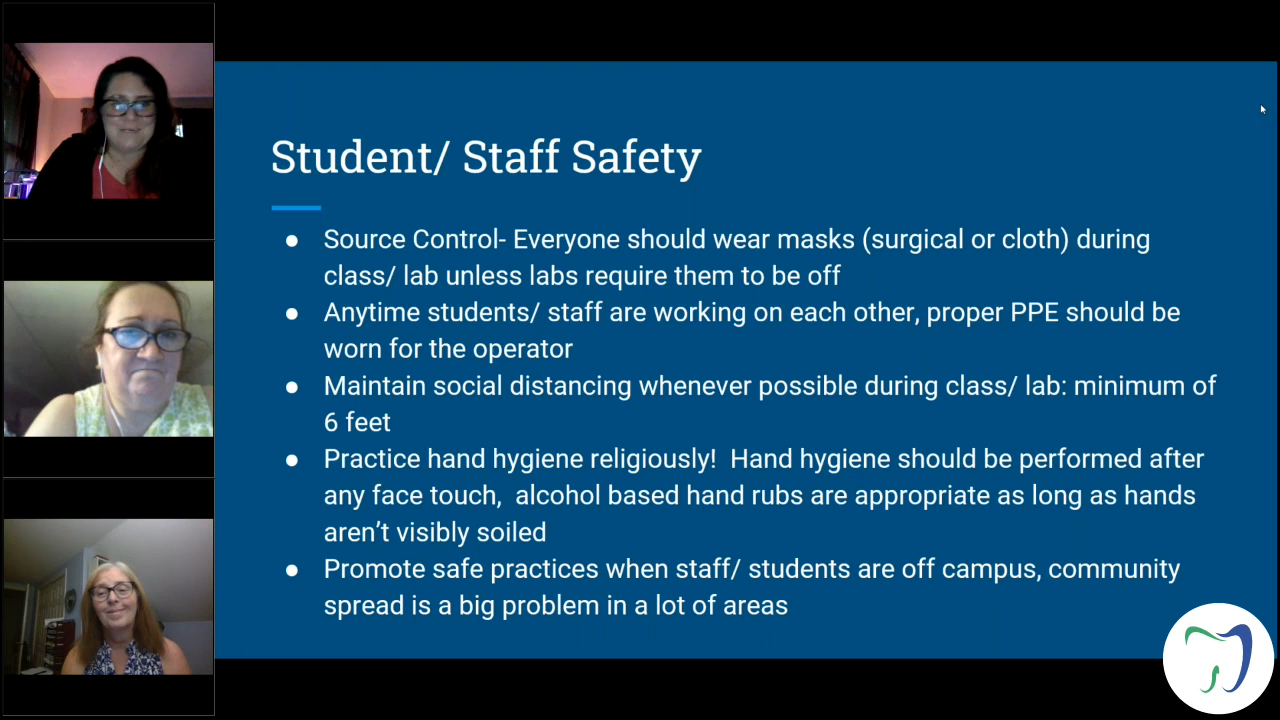 Student/ Staff Safety
● Source Control- Everyone should wear masks (surgical or cloth) during
class/ lab unless labs require them to be off
● Anytime students/ staff are working on each other, proper PPE should be
worn for the operator
● Maintain social distancing whenever possible during class/ lab: minimum of
6 feet
● Practice hand hygiene religiously!  Hand hygiene should be performed after
any face touch,  alcohol based hand rubs are appropriate as long as hands
aren’t visibly soiled
● Promote safe practices when staff/ students are off campus, community
spread is a big problem in a lot of areas